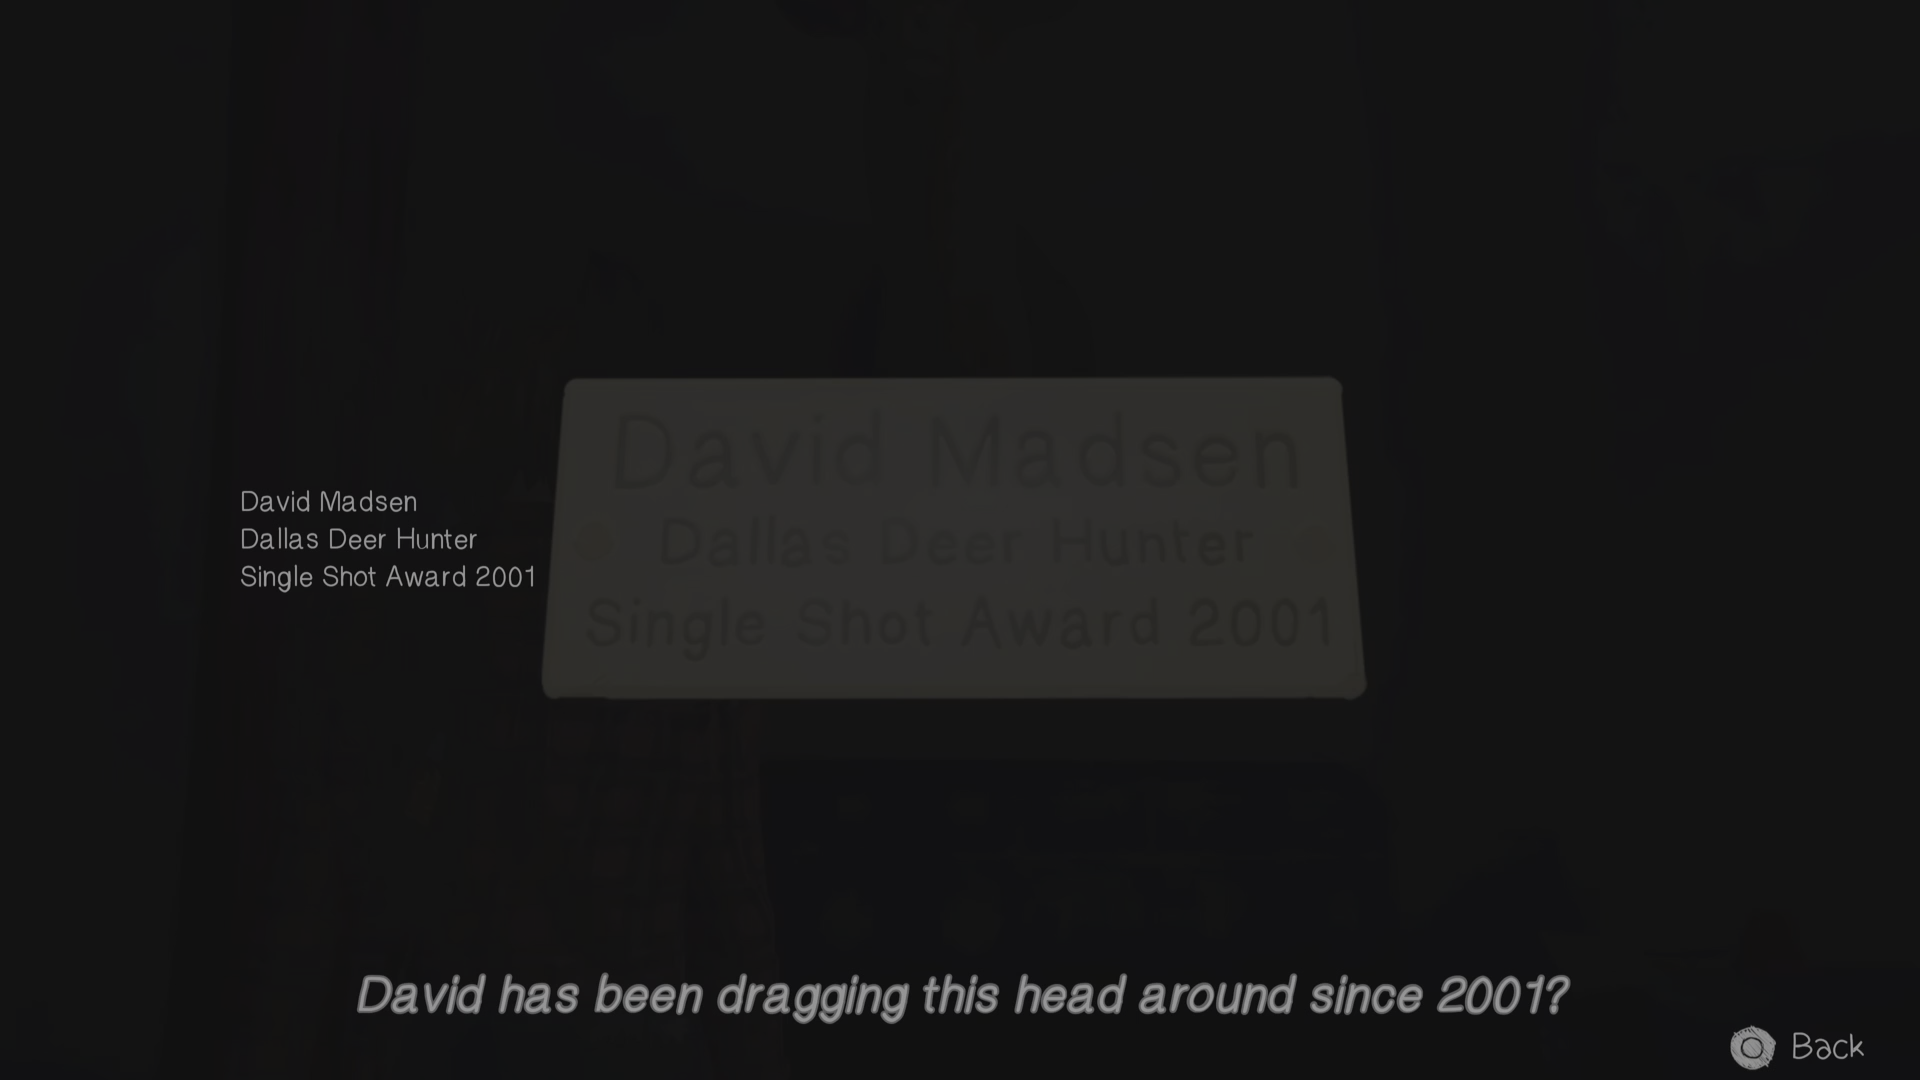 David Madsen
Dallas Deer Hunter
Single Shot Award 2001
David Madsen
Dallas Deer Hunter
Single Shot Award 2001
David has been dragging this head around since 2001?
Back